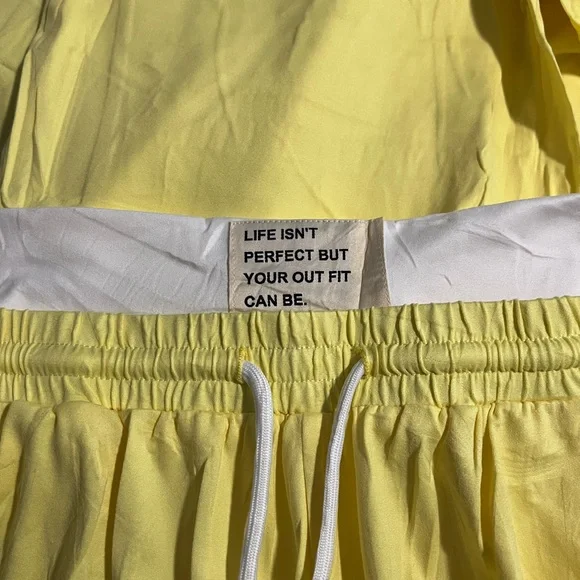 LIFE ISN'T
PERFECT BUT
YOUR OUT FIT
CAN BE.